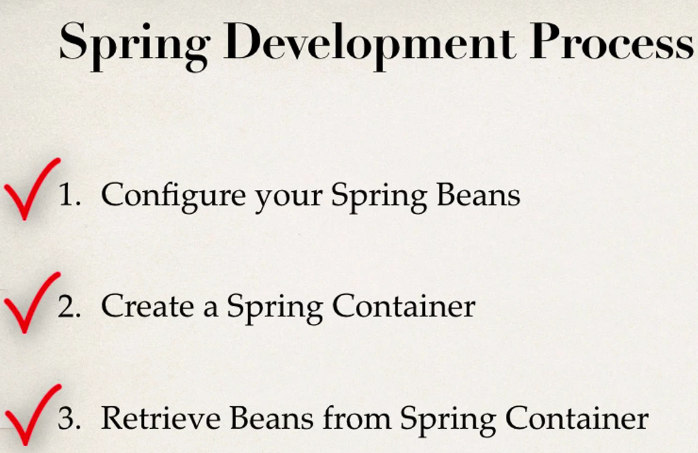 Spring Development Process
1. Configure your Spring Beans
2. Create a Spring Container
3. Retrieve Beans from Spring Container